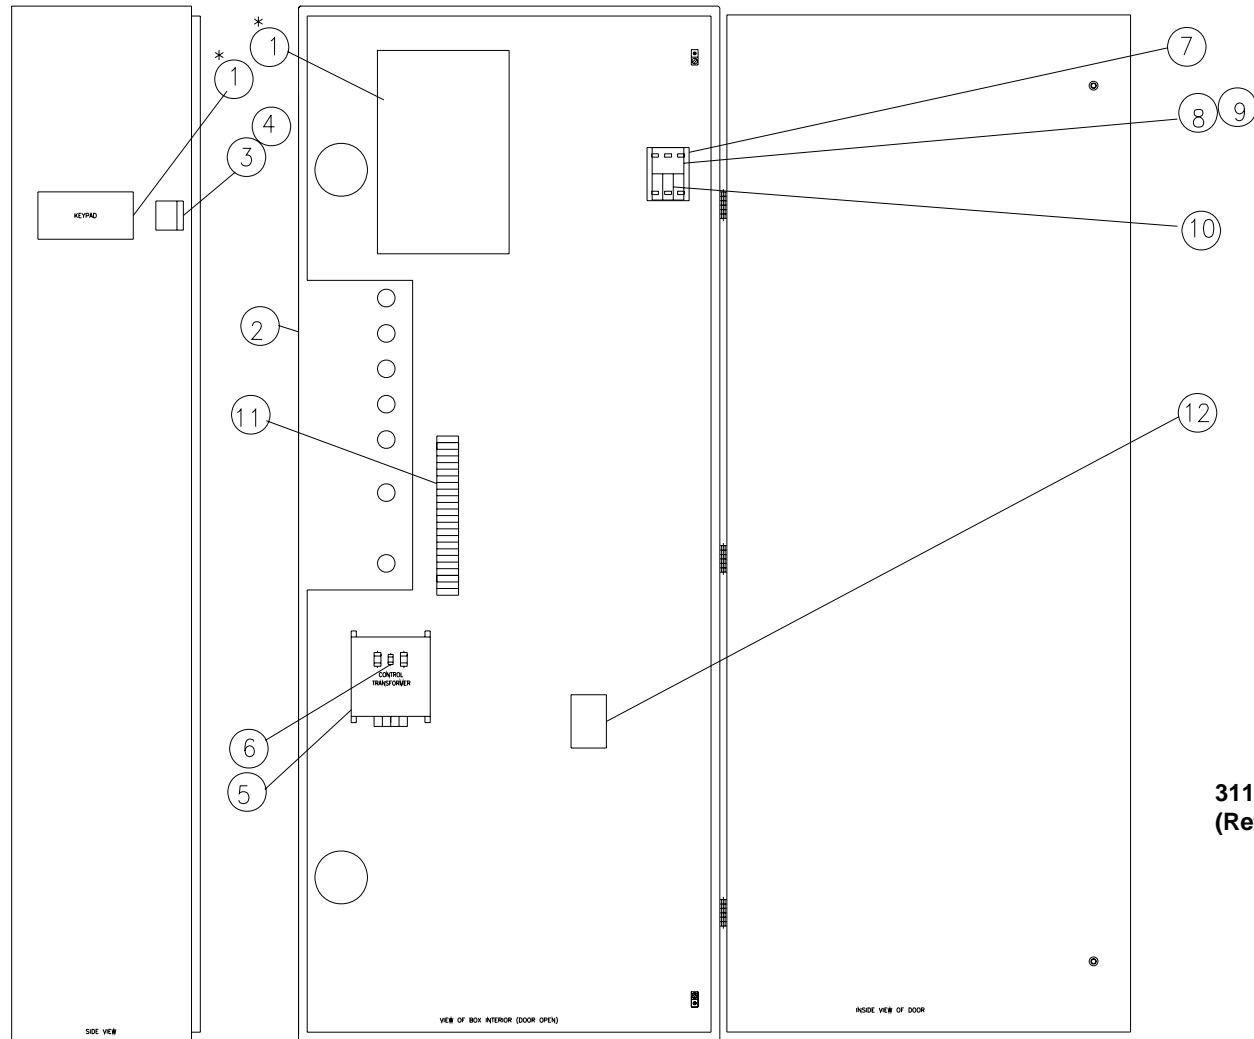 *
1
*
1
7
4
8
9
3
KEYPAD
10
2
11
12
CONTROL
TRANSFORMER
6
5
311
(Re
SIDE VIEW
VIEW OF BOX INTERIOR (DOOR OPEN)
INSIDE VIEW OF DOOR